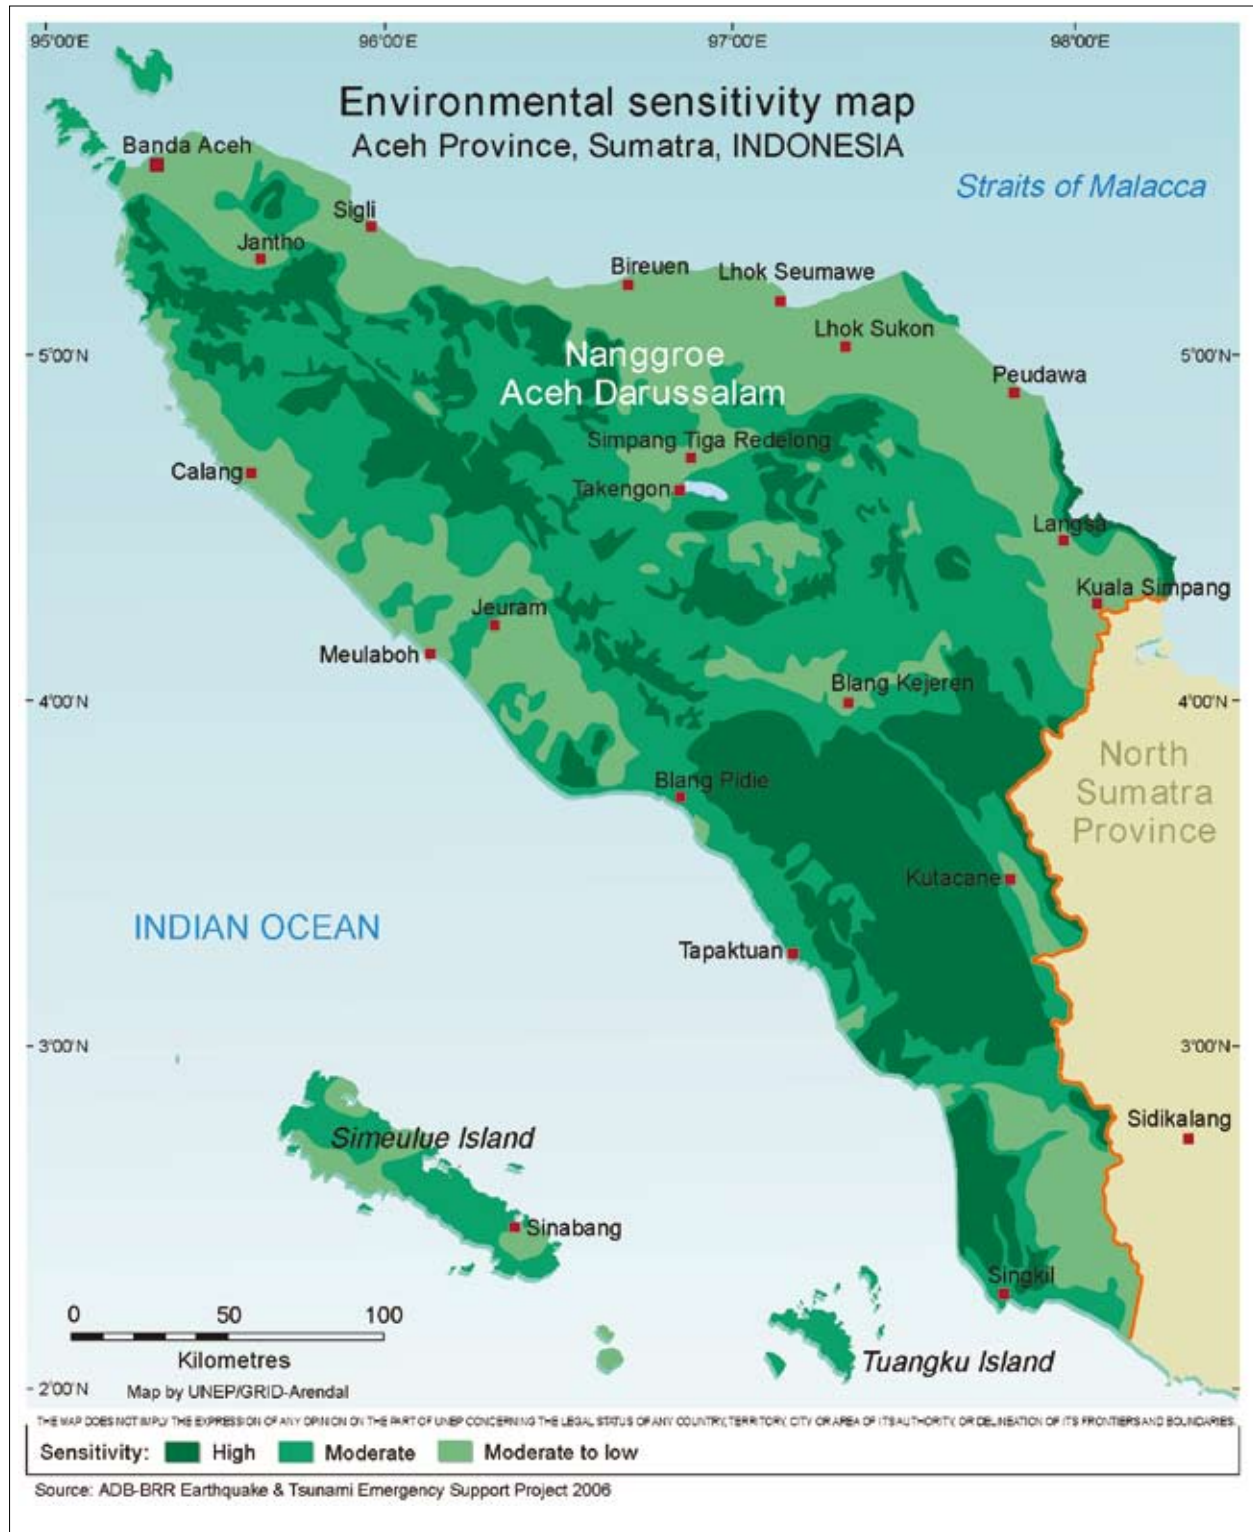 95°00'E 96°00'E 97°00'E 98°00'E
Environmental sensitivity map
Aceh Province, Sumatra, INDONESIA
Banda Aceh
Straits of Malacca
Sigli
Jantho
Bireuen
Lhok Seumawe
Lhok Sukon
5°00'N 5°00'N
Nanggroe
Aceh Darussalam
Peudawa
Simpang Tiga Redelong
Calang
Takengon
Langsa
Kuala Simpang
Jeuram
Meulaboh
Blang Kejeren
4°00'N 4°00'N
North
Sumatra
Province
Blang Pidie
Kutacane
INDIAN OCEAN
Tapaktuan
3°00'N 3°00'N
Sidikalang
Simeulue Island
Sinabang
Singkil
0 50 100
Kilometres
Tuangku Island
2°00'N
Map by UNEP/GRID-Arendal
THE MAP DOES NOT IMPLY THE EXPRESSION OF ANY OPINION ON THE PART OF UNEP CONCERNING THE LEGAL STATUS OF ANY COUNTRY, TERRITORY, CITY OR AREA OF ITS AUTHORITY, OR DELINEATION OF ITS FRONTIERS AND BOUNDARIES.
Sensitivity: High Moderate Moderate to low
Source: ADB-BRR Earthquake & Tsunami Emergency Support Project 2006